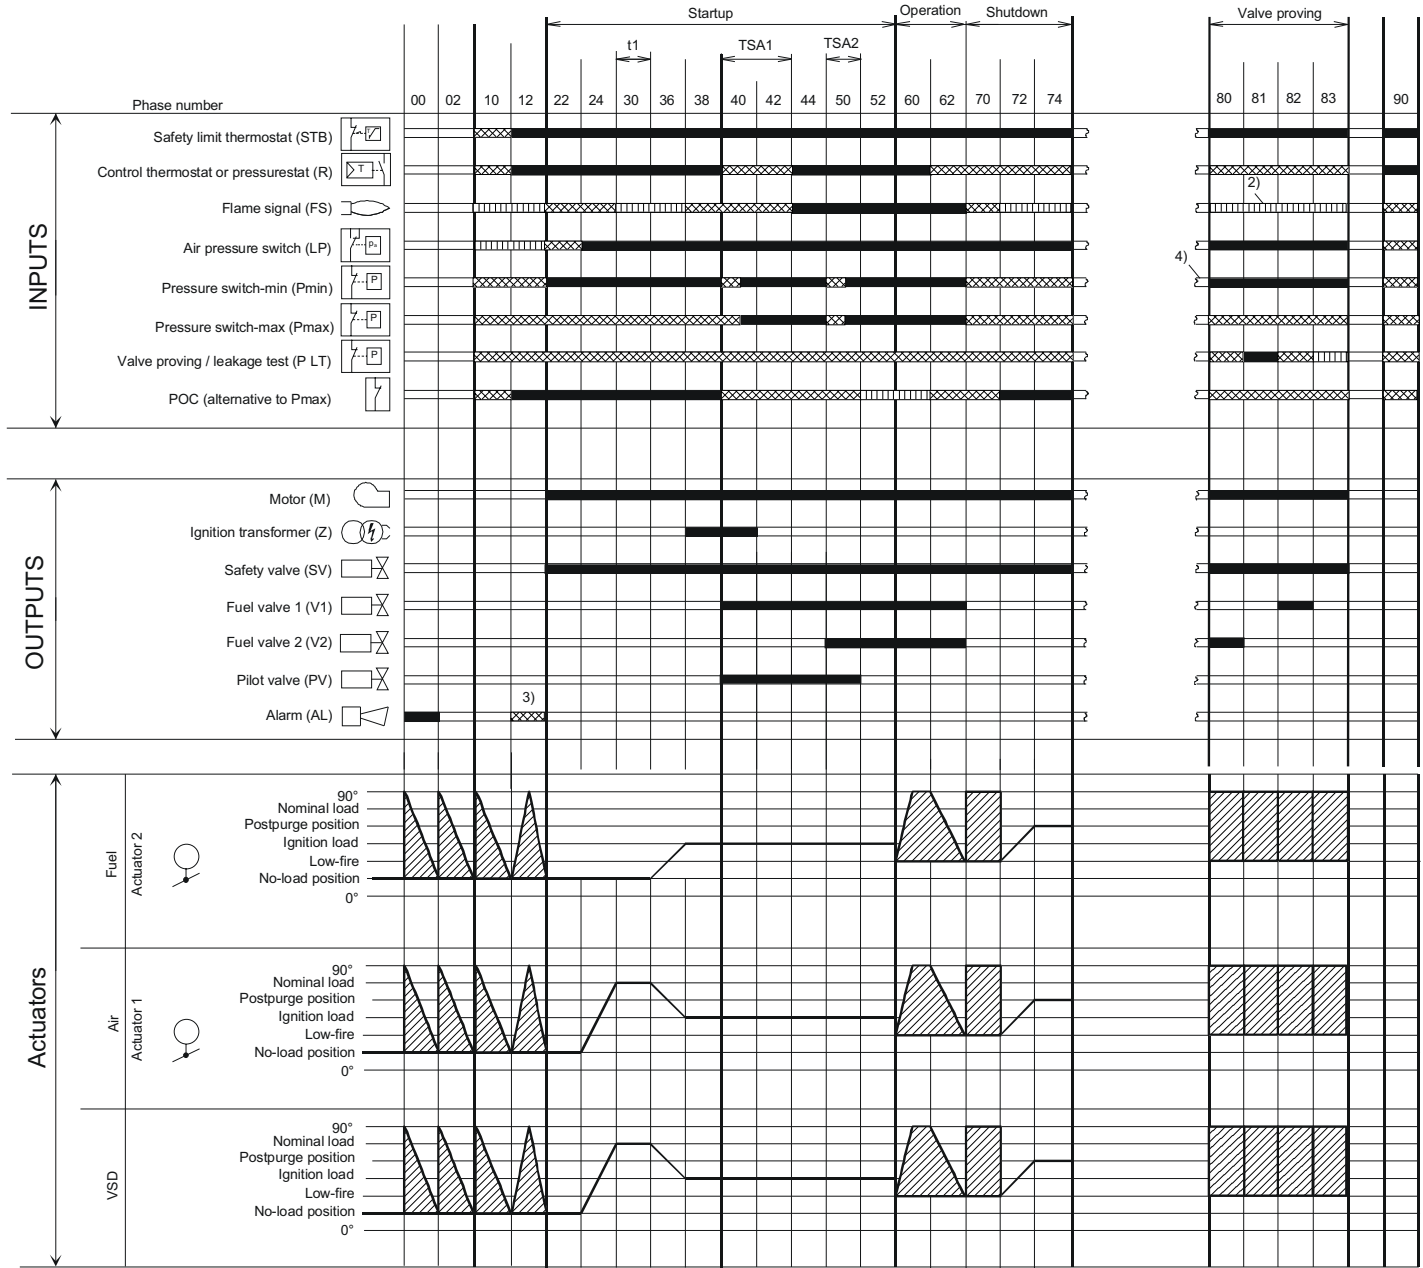 Startup Operation Shutdown Valve proving
t1 TSA1 TSA2
Phase number 00 02 10 12 22 24 30 36 38 40 42 44 50 52 60 62 70 72 74 80 81 82 83 90
INPUTS
Safety limit thermostat (STB)
Control thermostat or pressurestat (R) T
2)
Flame signal (FS)
Air pressure switch (LP) Pa
4)
Pressure switch-min (Pmin) P
Pressure switch-max (Pmax) P
Valve proving / leakage test (P LT) P
POC (alternative to Pmax)
OUTPUTS
Motor (M)
Ignition transformer (Z)
Safety valve (SV)
Fuel valve 1 (V1)
Fuel valve 2 (V2)
Pilot valve (PV)
3)
Alarm (AL)
Actuators
Fuel
Actuator 2
90°
Nominal load
Postpurge position
Ignition load
Low-fire
No-load position
0°
Air
Actuator 1
90°
Nominal load
Postpurge position
Ignition load
Low-fire
No-load position
0°
VSD
90°
Nominal load
Postpurge position
Ignition load
Low-fire
No-load position
0°